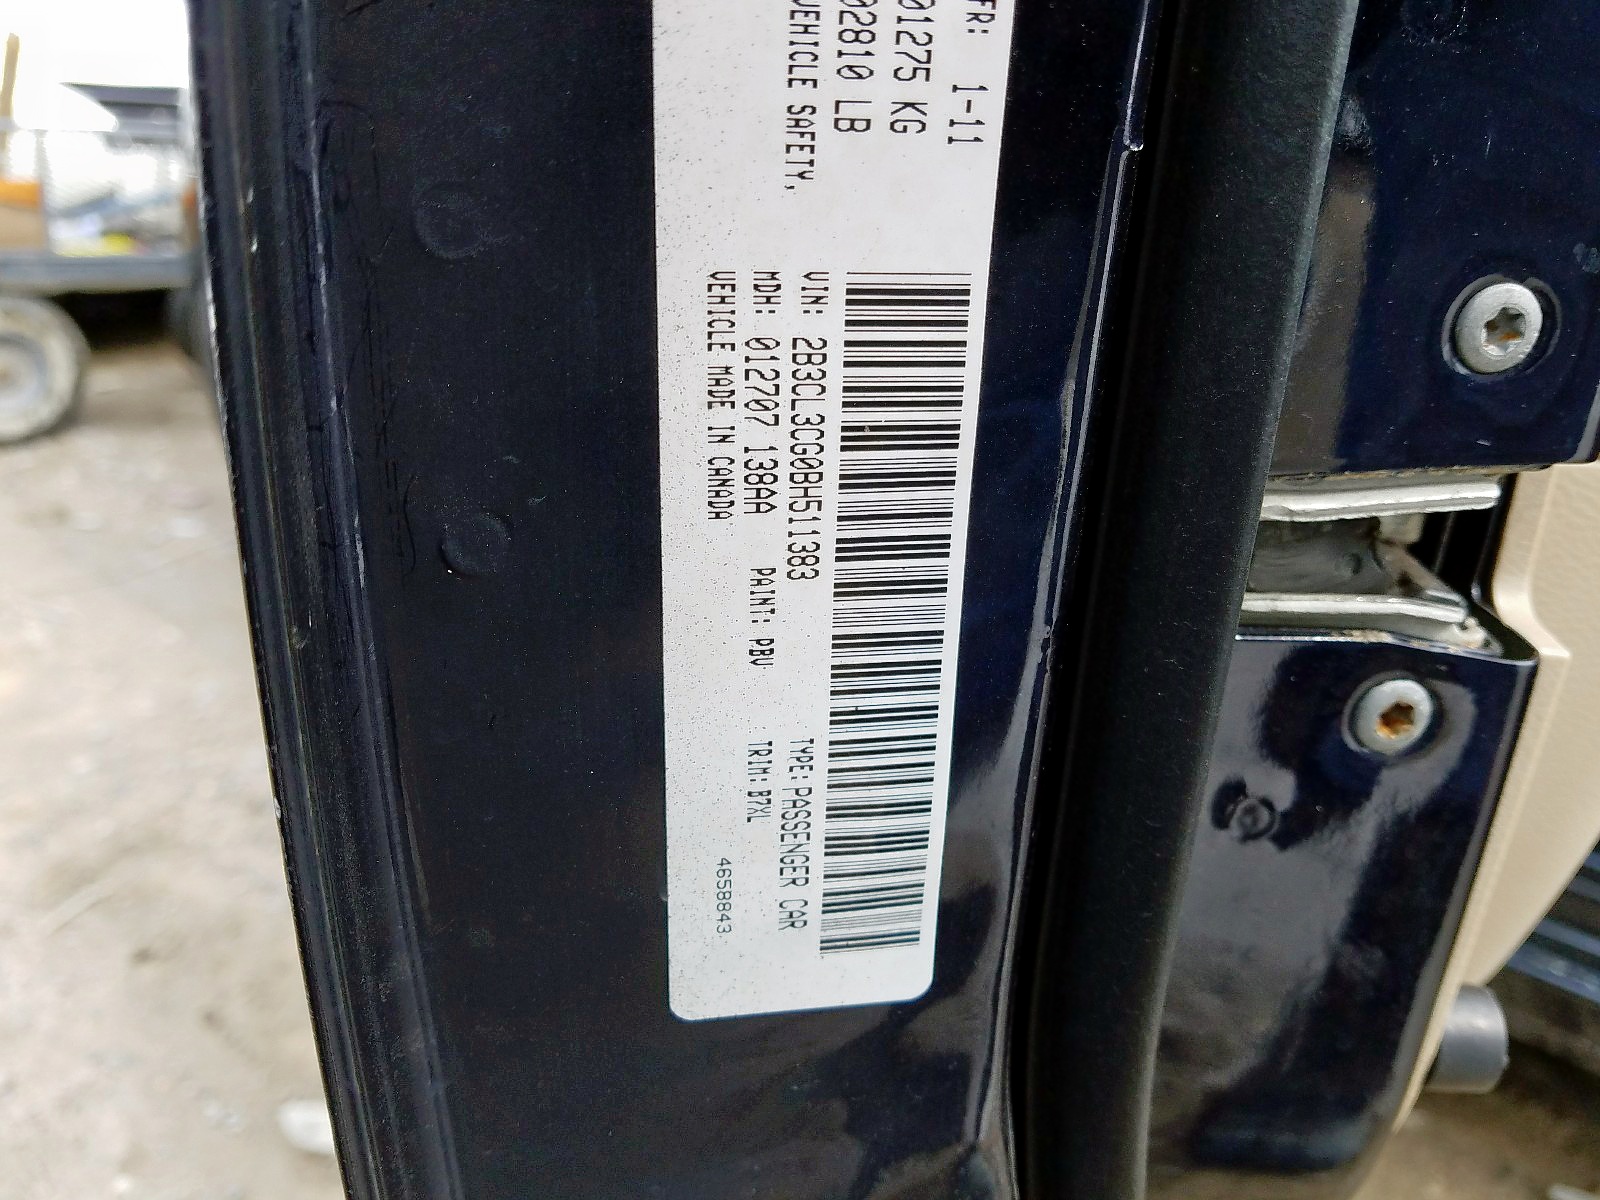 FR: 1-11
01275 KG
02810 LB
VEHICLE SAFETY,
VIN: 2B3CL3CG0BH511383
TYPE: PASSENGER CAR
MDH: 012707 138AA PAINT: PBV TRIM: B7XL
VEHICLE MADE IN CANADA
4658843